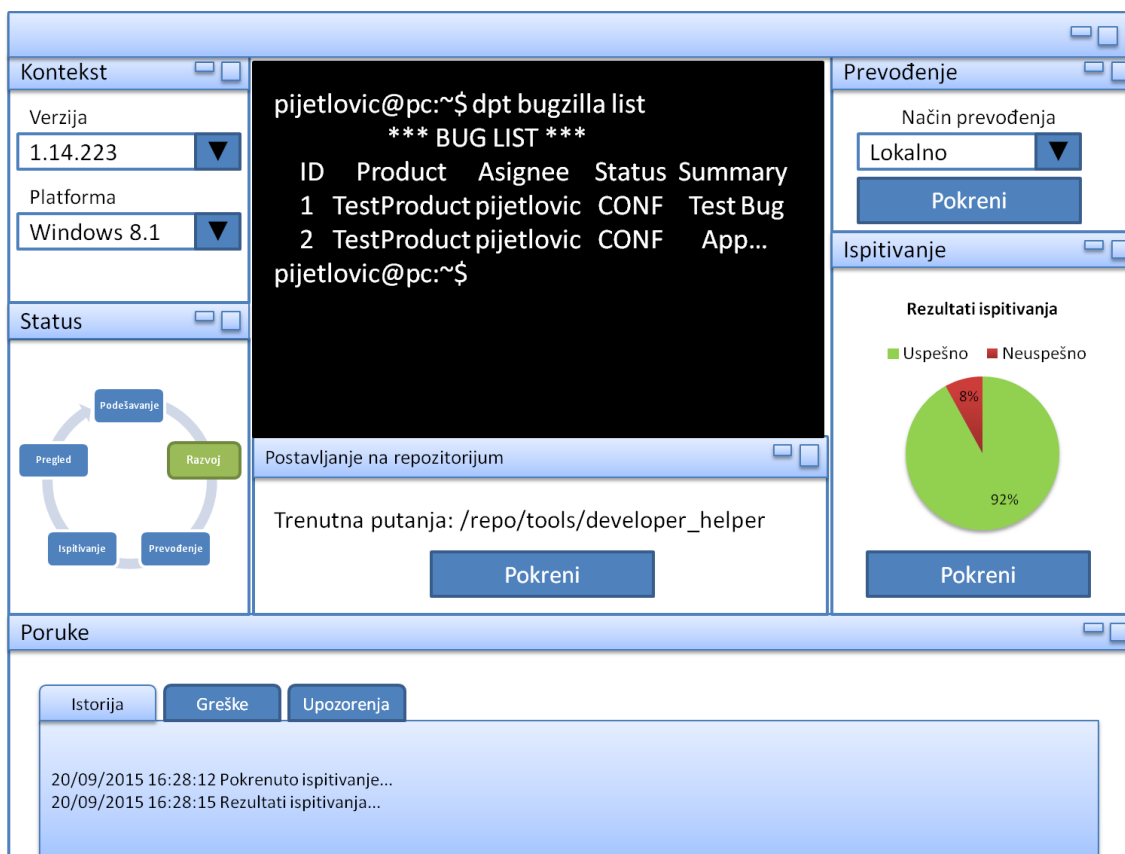 Kontekst
Verzija
1.14.223
Platforma
Windows 8.1
Status
Podešavanje
Razvoj
Prevođenje
Ispitivanje
Pregled
pijetlovic@pc:~$ dpt bugzilla list
*** BUG LIST ***
ID Product Asignee Status Summary
1 TestProduct pijetlovic CONF Test Bug
2 TestProduct pijetlovic CONF App...
pijetlovic@pc:~$
Postavljanje na repozitorijum
Trenutna putanja: /repo/tools/developer_helper
Pokreni
Prevođenje
Način prevođenja
Lokalno
Pokreni
Ispitivanje
Rezultati ispitivanja
Uspešno Neuspešno
8%
92%
Pokreni
Poruke
Istorija Greške Upozorenja
20/09/2015 16:28:12 Pokrenuto ispitivanje...
20/09/2015 16:28:15 Rezultati ispitivanja...